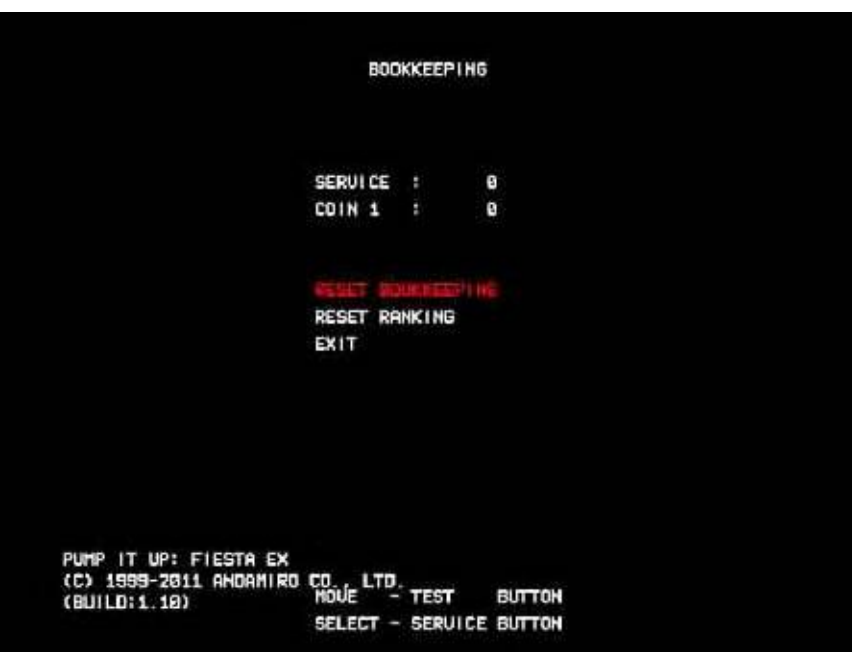 BOOKKEEPING
SERVICE : 0
COIN 1 : 0
RESET BOOKKEEPING
RESET RANKING
EXIT
PUMP IT UP: FIESTA EX
(C) 1999-2011 ANDAMIRO CO., LTD.
(BUILD:1.10)
MOVE - TEST BUTTON
SELECT - SERVICE BUTTON